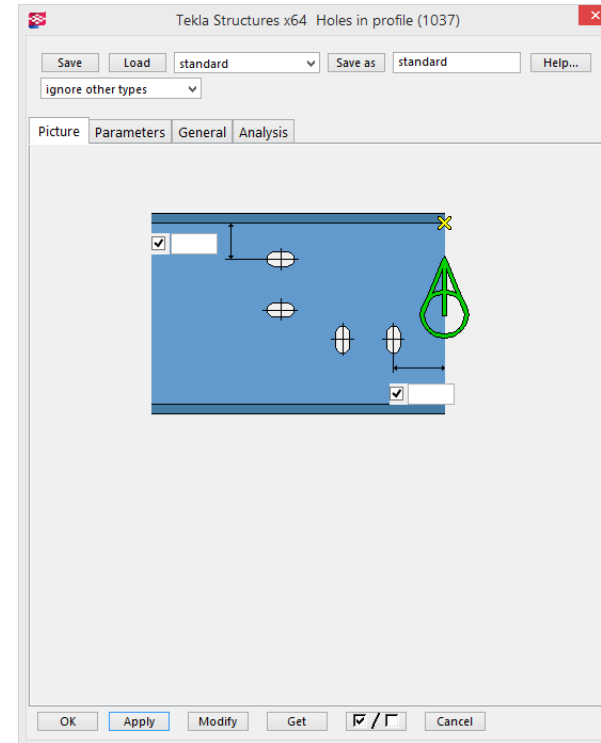 Tekla Structures x64 Holes in profile (1037)
Save Load standard Save as standard Help...
ignore other types
Picture Parameters General Analysis
OK Apply Modify Get / Cancel